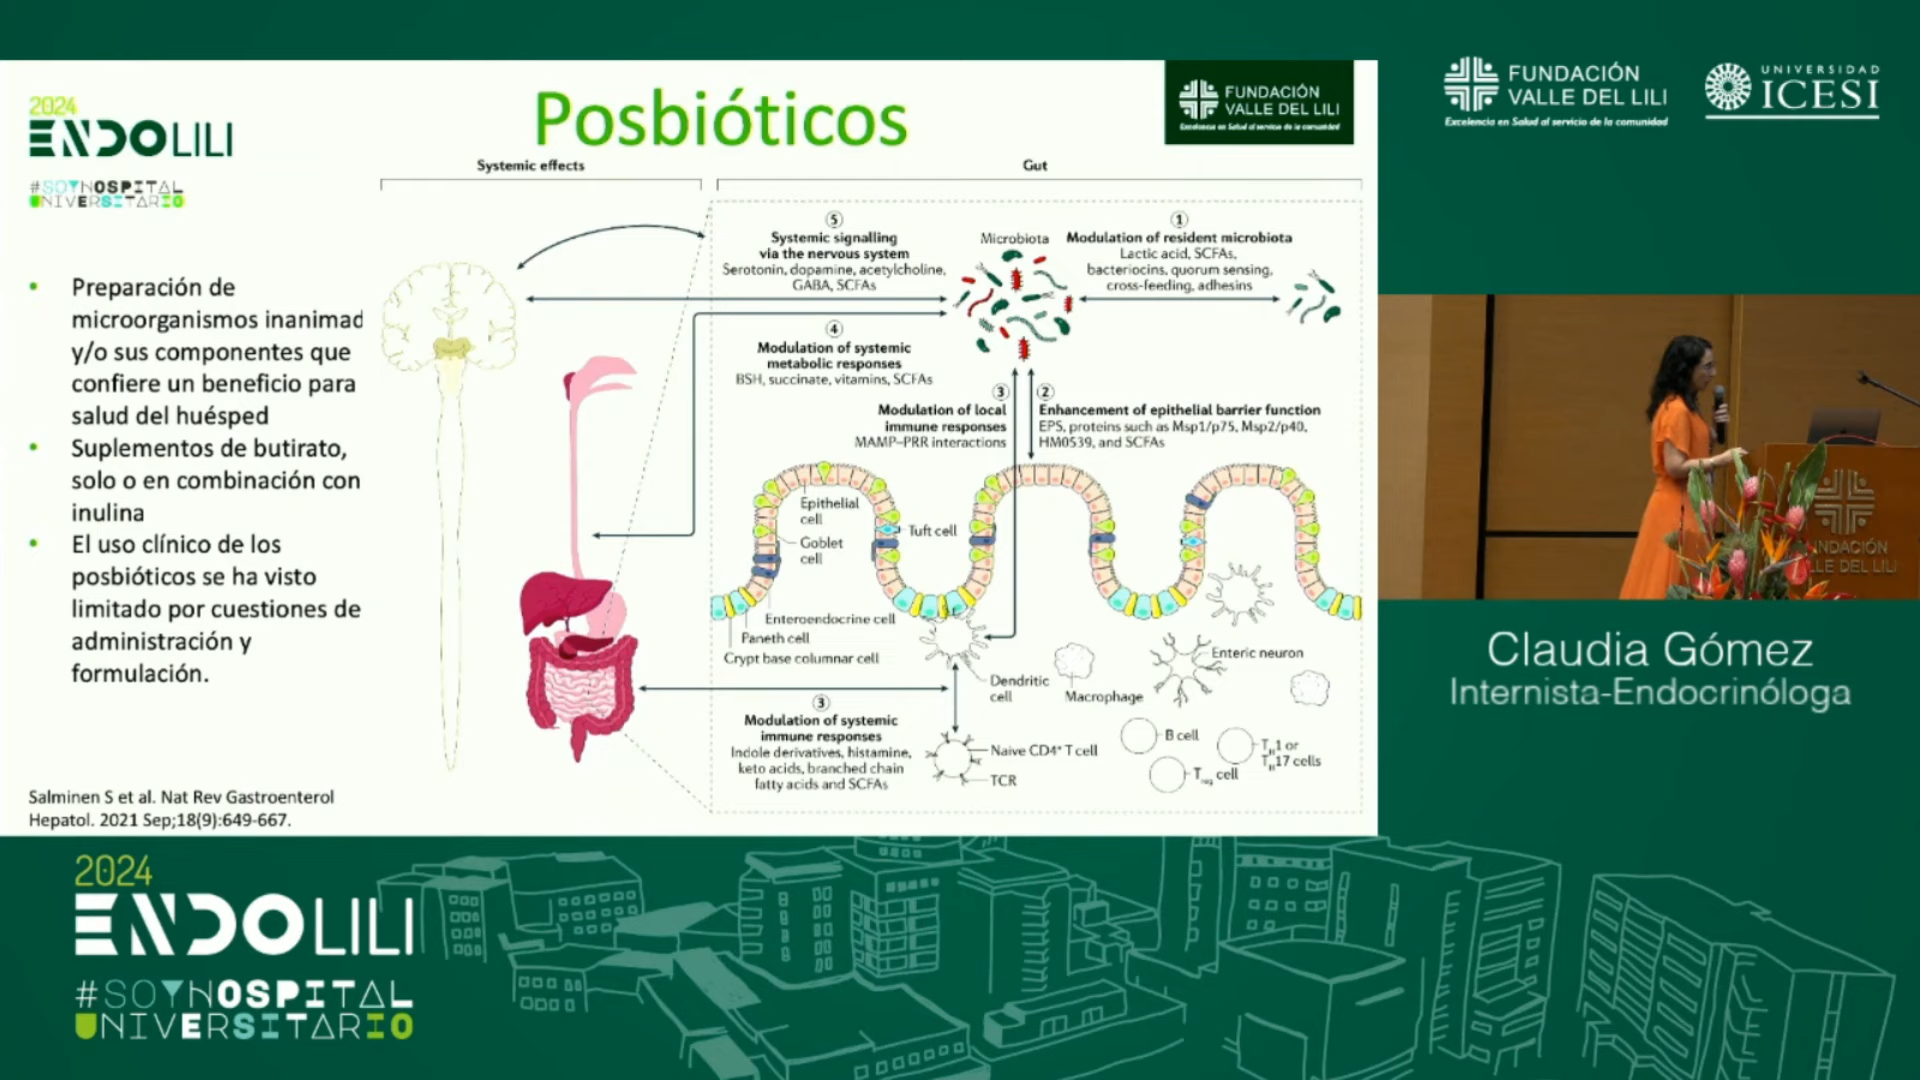 2024
ENDOLILI
#SOYHOSPITAL
UNIVERSITARIO
Posbióticos
FUNDACIÓN
VALLE DEL LILI
Excelencia en Salud al servicio de la comunidad
Systemic effects
Gut
• Preparación de
microorganismos inanimad
y/o sus componentes que
confiere un beneficio para
salud del huésped
• Suplementos de butirato,
solo o en combinación con
inulina
• El uso clínico de los
posbióticos se ha visto
limitado por cuestiones de
administración y
formulación.
Salminen S et al. Nat Rev Gastroenterol
Hepatol. 2021 Sep;18(9):649-667.
5
Systemic signalling
via the nervous system
Serotonin, dopamine, acetylcholine,
GABA, SCFAs
Microbiota
1
Modulation of resident microbiota
Lactic acid, SCFAs,
bacteriocins, quorum sensing,
cross-feeding, adhesins
4
Modulation of systemic
metabolic responses
BSH, succinate, vitamins, SCFAs
3
Modulation of local
immune responses
MAMP–PRR interactions
2
Enhancement of epithelial barrier function
EPS, proteins such as Msp1/p75, Msp2/p40,
HM0539, and SCFAs
Epithelial
cell
Goblet
cell
Tuft cell
Enteroendocrine cell
Paneth cell
Crypt base columnar cell
Dendritic
cell
Macrophage
Enteric neuron
3
Modulation of systemic
immune responses
Indole derivatives, histamine,
keto acids, branched chain
fatty acids and SCFAs
Naive CD4+ T cell
TCR
B cell
Treg cell
TH1 or
TH17 cells
FUNDACIÓN
VALLE DEL LILI
Excelencia en Salud al servicio de la comunidad
UNIVERSIDAD
ICESI
NDACIÓN
LLE DEL LILI
Claudia Gómez
Internista-Endocrinóloga
2024
ENDOLILI
#SOYHOSPITAL
UNIVERSITARIO